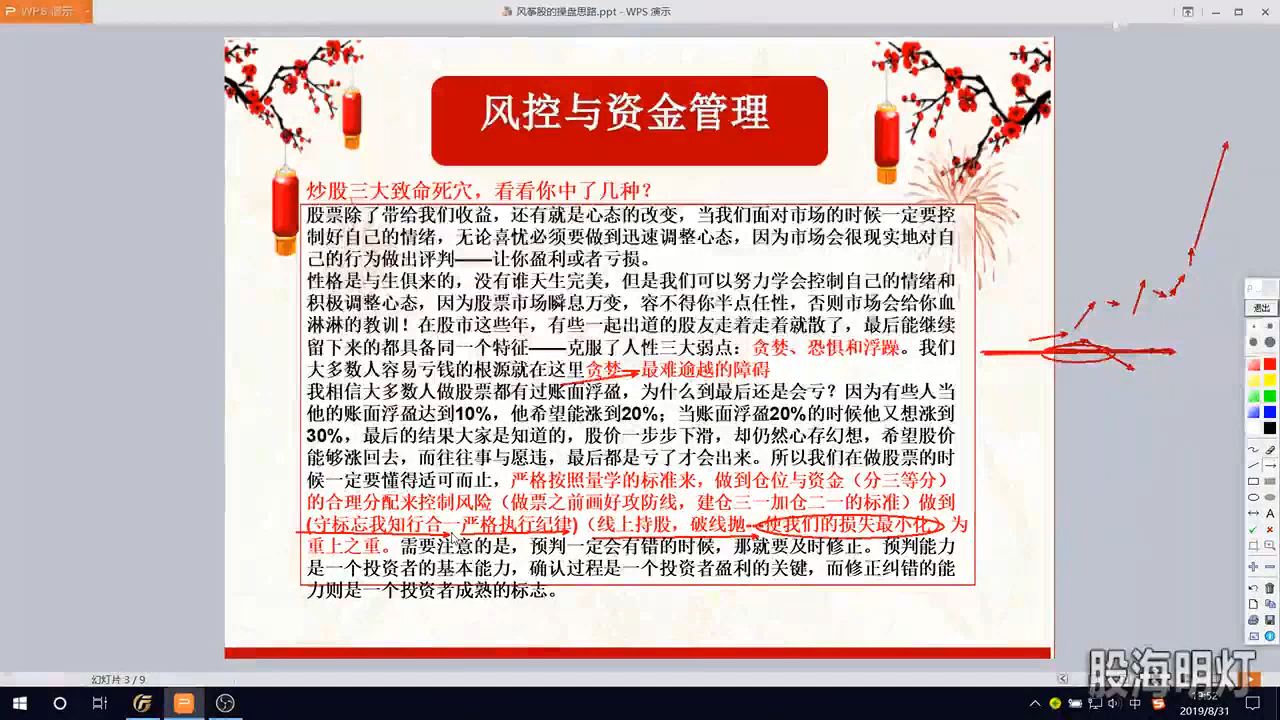 WPS 演示
风筝股的操盘思路.ppt - WPS 演示
风控与资金管理
炒股三大致命死穴，看看你中了几种？
股票除了带给我们收益，还有就是心态的改变，当我们面对市场的时候一定要控
制好自己的情绪，无论喜忧必须要做到迅速调整心态，因为市场会很现实地对自
己的行为做出评判——让你盈利或者亏损。
性格是与生俱来的，没有谁天生完美，但是我们可以努力学会控制自己的情绪和
积极调整心态，因为股票市场瞬息万变，容不得你半点任性，否则市场会给你血
淋淋的教训！在股市这些年，有些一起出道的股友走着走着就散了，最后能继续
留下来的都具备同一个特征——克服了人性三大弱点：贪婪、恐惧和浮躁。我们
大多数人容易亏钱的根源就在这里贪婪—最难逾越的障碍
我相信大多数人做股票都有过账面浮盈，为什么到最后还是会亏？因为有些人当
他的账面浮盈达到10%，他希望能涨到20%；当账面浮盈20%的时候他又想涨到
30%，最后的结果大家是知道的，股价一步步下滑，却仍然心存幻想，希望股价
能够涨回去，而往往事与愿违，最后都是亏了才会出来。所以我们在做股票的时
候一定要懂得适可而止，严格按照量学的标准来，做到仓位与资金（分三等分）
的合理分配来控制风险（做票之前画好攻防线，建仓三一加仓二一的标准）做到
(守标忘我知行合一严格执行纪律)（线上持股，破线抛--使我们的损失最小化）为
重上之重。需要注意的是，预判一定会有错的时候，那就要及时修正。预判能力
是一个投资者的基本能力，确认过程是一个投资者盈利的关键，而修正纠错的能
力则是一个投资者成熟的标志。
退出
幻灯片 3 / 9
股海明灯
中
19:52
2019/8/31